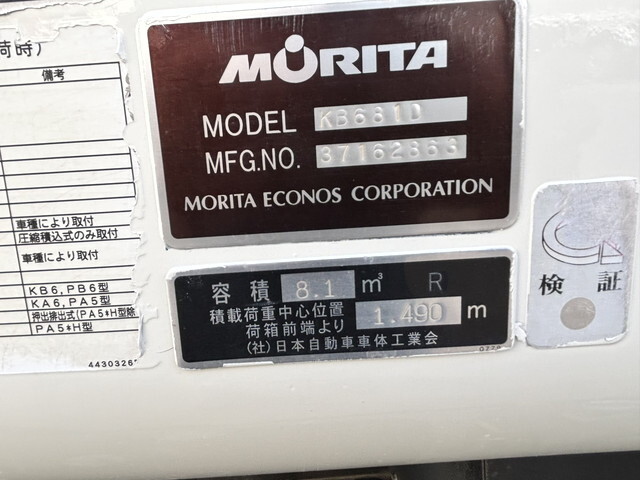 荷時)
備考
車種により取付
圧縮積込式のみ取付
車種により取付
KB6,PB6型
KA6,PA5型
押出排出式(PA5*H型除
PA5*H型
4430326
MORITA
MODEL KB681D
MFG.NO. 37162863
MORITA ECONOS CORPORATION
容積 8.1 m³ R
積載荷重中心位置
荷箱前端より 1.490 m
(社)日本自動車車体工業会
検証